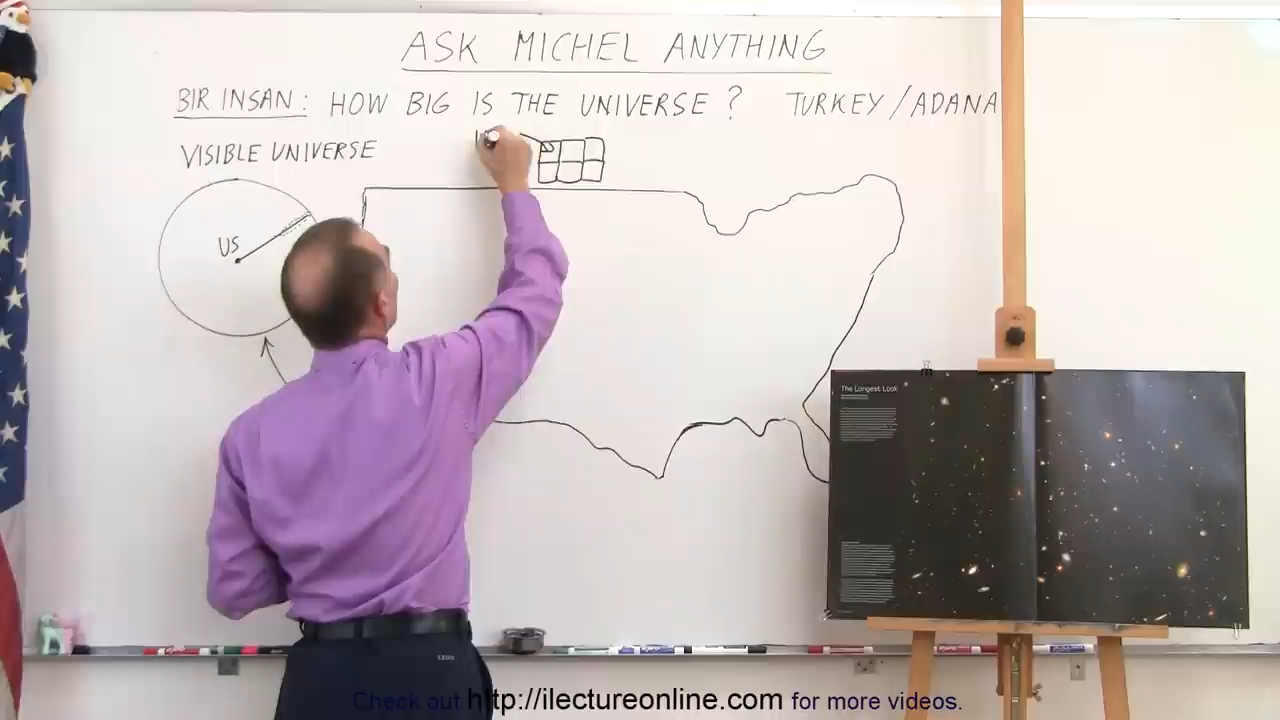 ASK MICHEL ANYTHING
BIR INSAN: HOW BIG IS THE UNIVERSE? TURKEY/ADANA
VISIBLE UNIVERSE
US
The Longest Look
Check out http://ilectureonline.com for more videos.